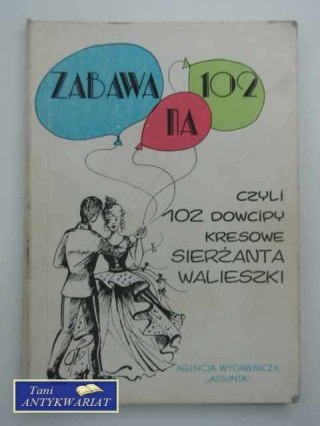 ZABAWA
NA
102
CZYLI
102 DOWCIPY
KRESOWE
SIERŻANTA
WALIESZKI
AGENCJA WYDAWNICZA
„ASSUNTA"
Tani
ANTYKWARIAT